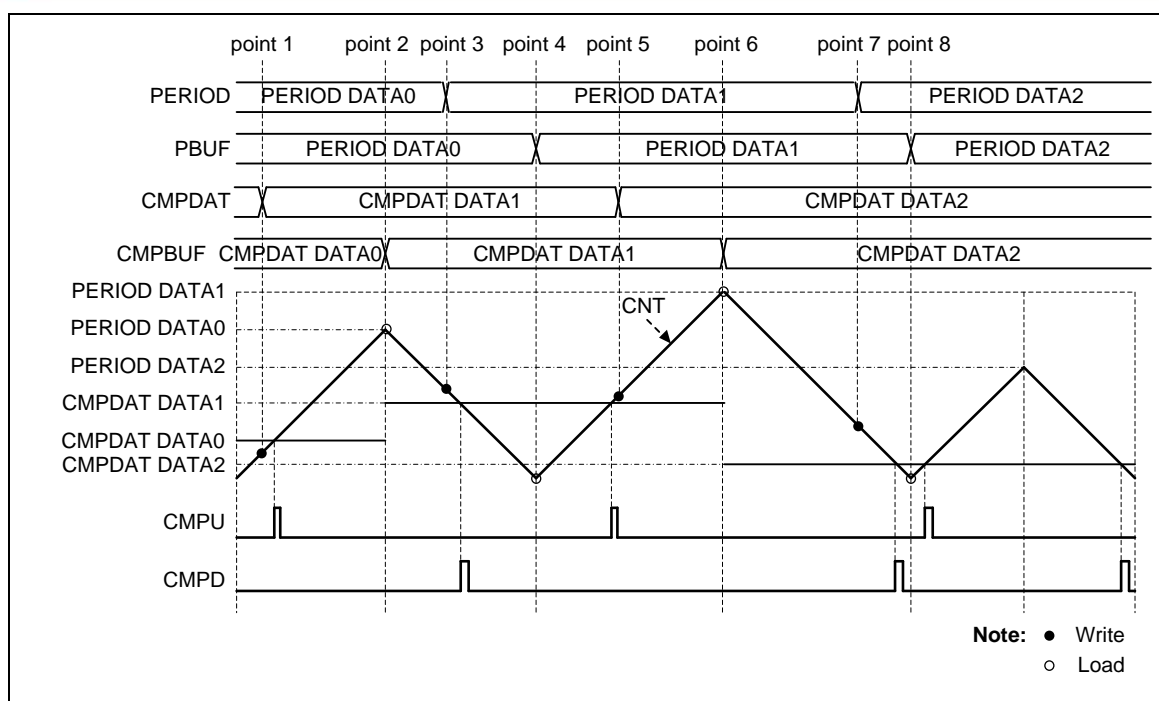 point 1 point 2 point 3 point 4 point 5 point 6 point 7 point 8
PERIOD PERIOD DATA0 PERIOD DATA1 PERIOD DATA2
PBUF PERIOD DATA0 PERIOD DATA1 PERIOD DATA2
CMPDAT CMPDAT DATA1 CMPDAT DATA2
CMPBUF CMPDAT DATA0 CMPDAT DATA1 CMPDAT DATA2
PERIOD DATA1
CNT
PERIOD DATA0
PERIOD DATA2
CMPDAT DATA1
CMPDAT DATA0
CMPDAT DATA2
CMPU
CMPD
Note: ● Write
○ Load